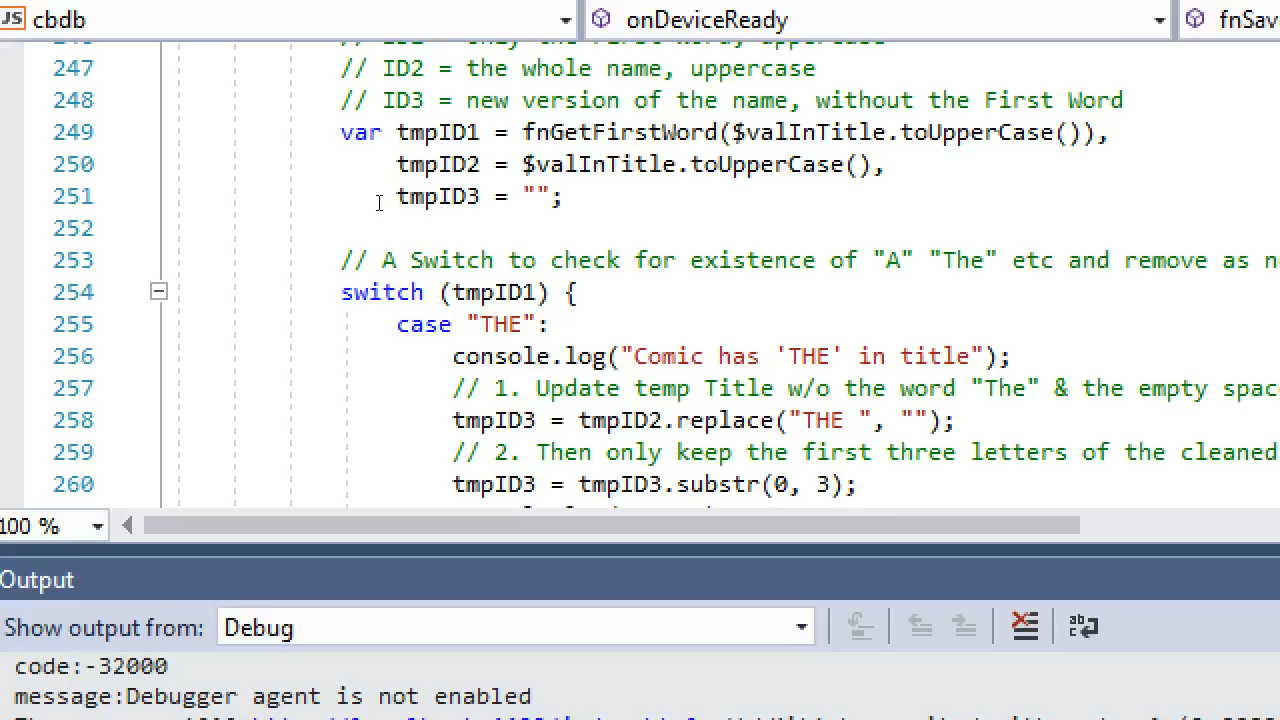 JS cbdb onDeviceReady fnSav
247 // ID2 = the whole name, uppercase
248 // ID3 = new version of the name, without the First Word
249 var tmpID1 = fnGetFirstWord($valInTitle.toUpperCase()),
250 tmpID2 = $valInTitle.toUpperCase(),
251 tmpID3 = "";
252
253 // A Switch to check for existence of "A" "The" etc and remove as n
254 switch (tmpID1) {
255 case "THE":
256 console.log("Comic has 'THE' in title");
257 // 1. Update temp Title w/o the word "The" & the empty spac
258 tmpID3 = tmpID2.replace("THE ", "");
259 // 2. Then only keep the first three letters of the cleaned
260 tmpID3 = tmpID3.substr(0, 3);
100 %
Output
Show output from: Debug
code:-32000
message:Debugger agent is not enabled